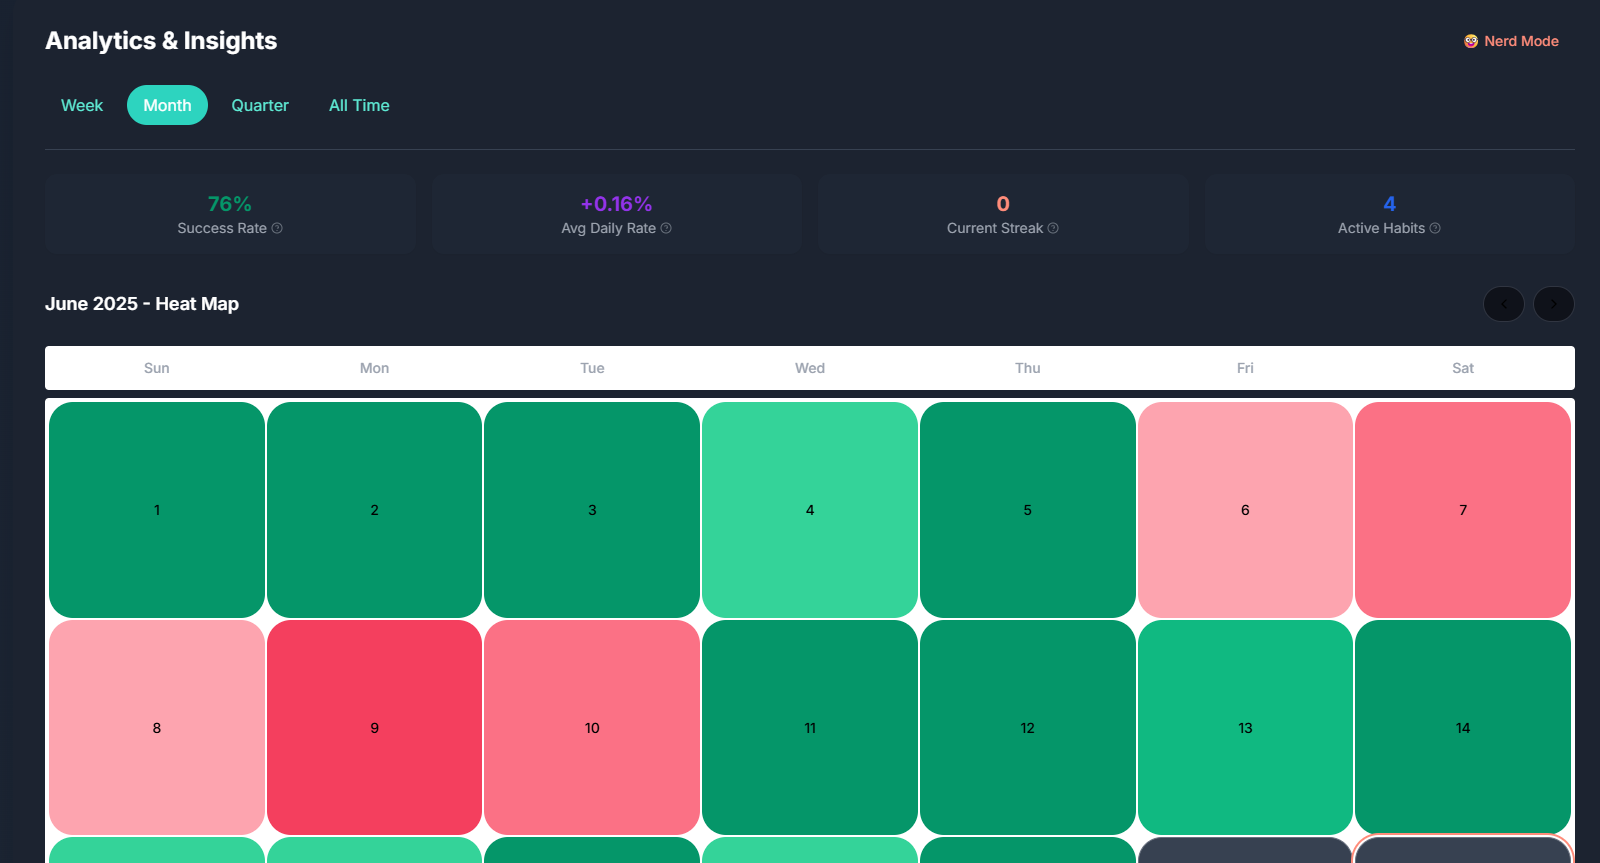 Analytics & Insights
Nerd Mode
Week Month Quarter All Time
76% +0.16% 0 4
Success Rate Avg Daily Rate Current Streak Active Habits
June 2025 - Heat Map
Sun Mon Tue Wed Thu Fri Sat
1 2 3 4 5 6 7
8 9 10 11 12 13 14